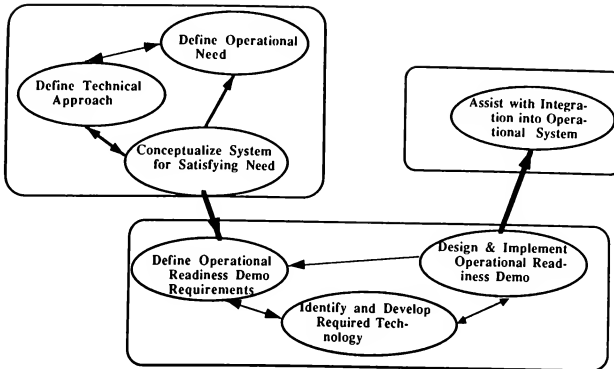 Define Operational
Need
Define Technical
Approach
Conceptualize System
for Satisfying Need
Assist with Integra-
tion into Opera-
tional System
Define Operational
Readiness Demo
Requirements
Design & Implement
Operational Read-
iness Demo
Identify and Develop
Required Tech-
nology